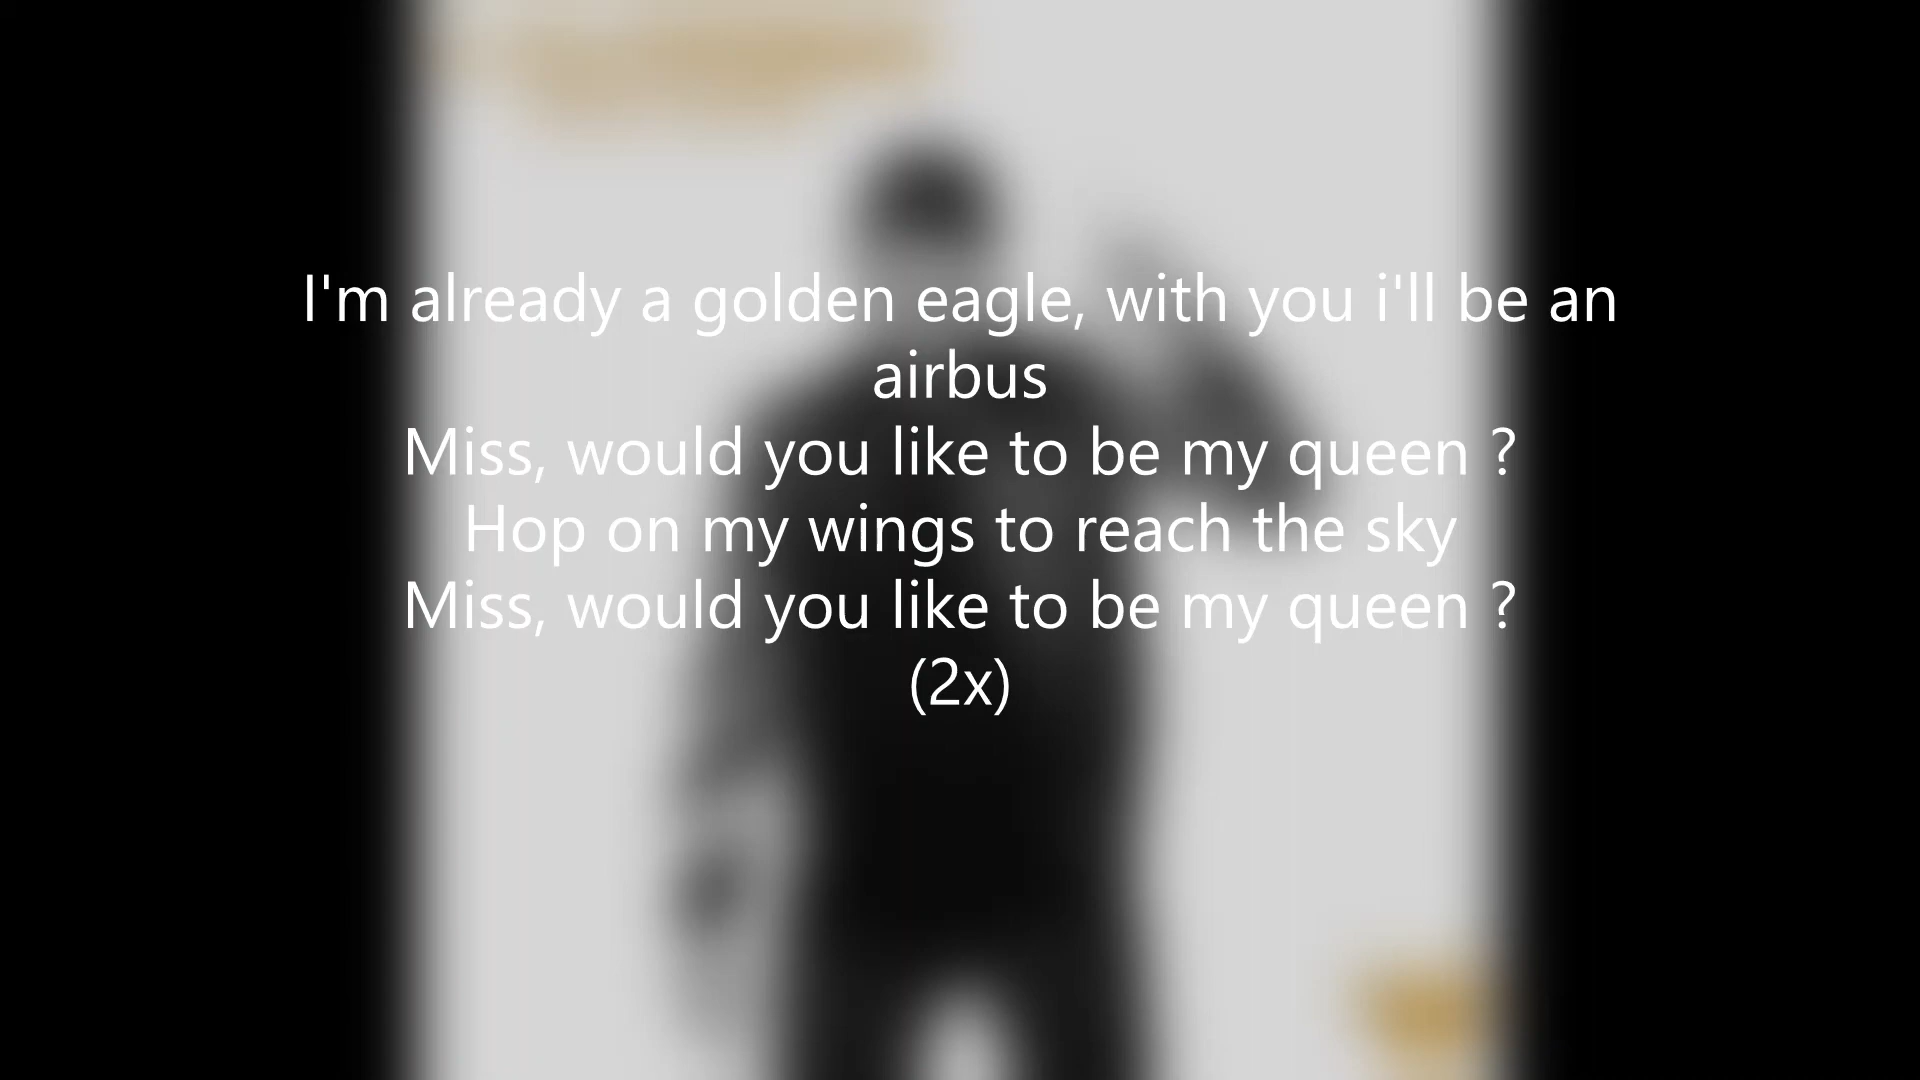 I'm already a golden eagle, with you i'll be an
airbus
Miss, would you like to be my queen ?
Hop on my wings to reach the sky
Miss, would you like to be my queen ?
(2x)